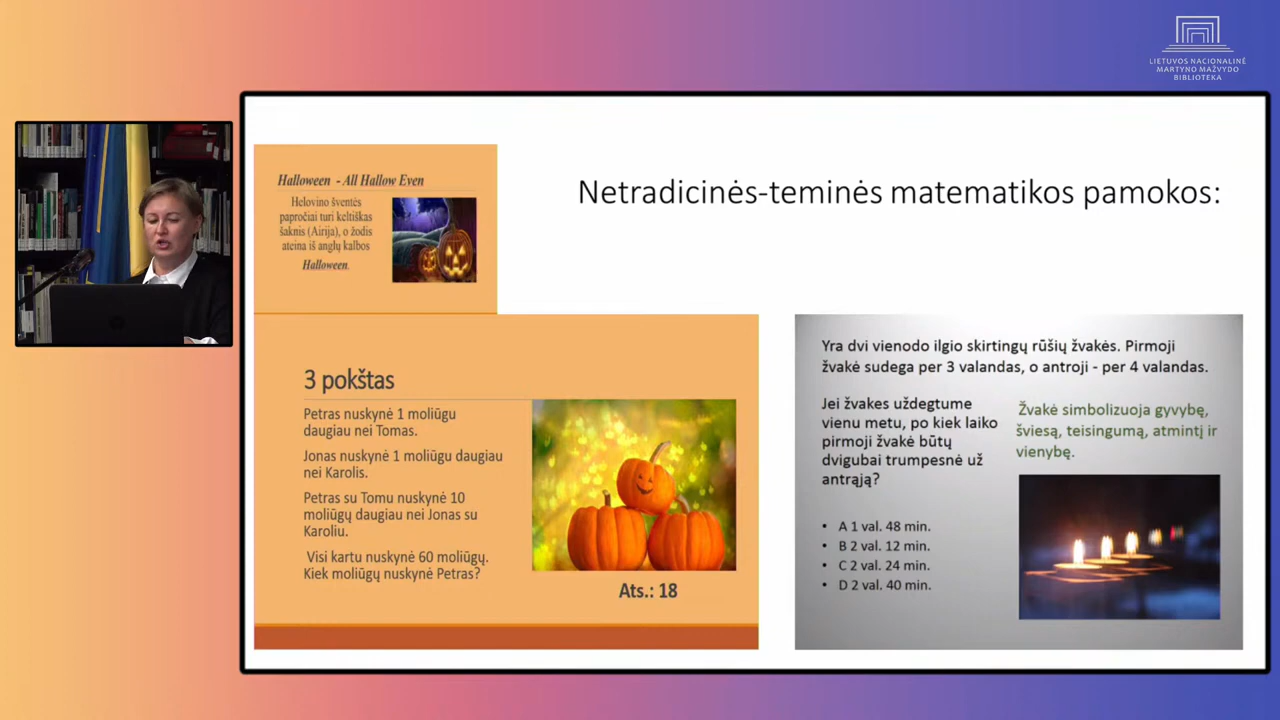 LIETUVOS NACIONALINĖ
MARTYNO MAŽVYDO
BIBLIOTEKA
Netradicinės-teminės matematikos pamokos:
Halloween - All Hallow Even
Helovino šventės
papročiai turi keltiškas
šaknis (Airija), o žodis
ateina iš anglų kalbos
Halloween.
3 pokštas
Petras nuskynė 1 moliūgu
daugiau nei Tomas.
Jonas nuskynė 1 moliūgu daugiau
nei Karolis.
Petras su Tomu nuskynė 10
moliūgų daugiau nei Jonas su
Karoliu.
Visi kartu nuskynė 60 moliūgų.
Kiek moliūgų nuskynė Petras?
Ats.: 18
Yra dvi vienodo ilgio skirtingų rūšių žvakės. Pirmoji
žvakė sudega per 3 valandas, o antroji - per 4 valandas.
Jei žvakes uždegtume
vienu metu, po kiek laiko
pirmoji žvakė būtų
dvigubai trumpesnė už
antrąją?
Žvakė simbolizuoja gyvybę,
šviesą, teisingumą, atmintį ir
vienybę.
• A 1 val. 48 min.
• B 2 val. 12 min.
• C 2 val. 24 min.
• D 2 val. 40 min.